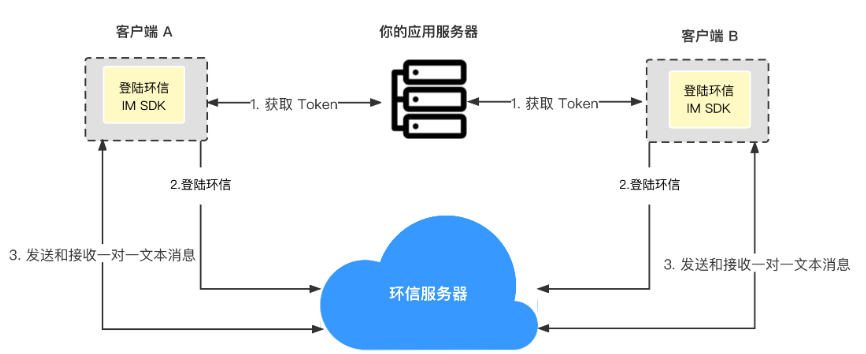 客户端 A
你的应用服务器
客户端 B
登陆环信
IM SDK
登陆环信
IM SDK
1. 获取 Token
1. 获取 Token
2.登陆环信
2.登陆环信
3. 发送和接收一对一文本消息
3. 发送和接收一对一文本消息
环信服务器